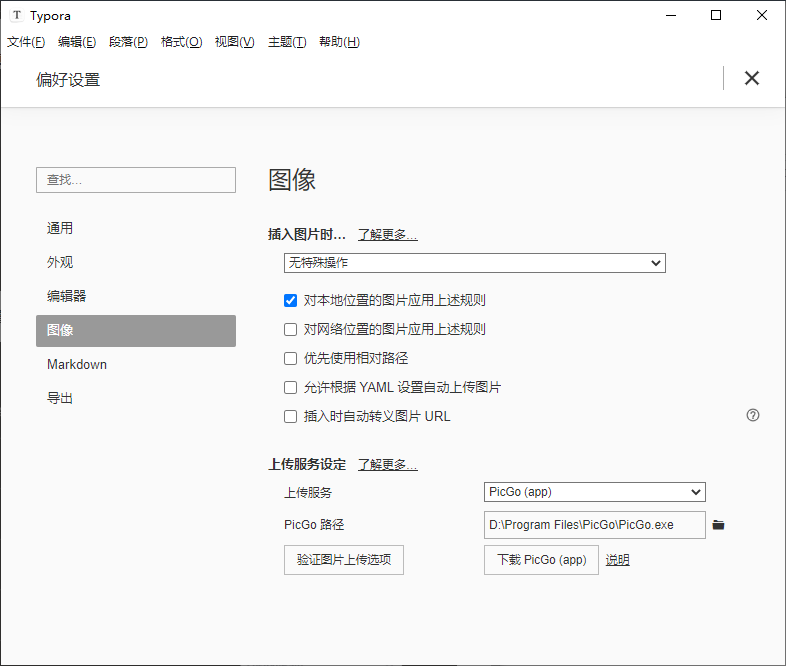 T Typora
文件(F) 编辑(E) 段落(P) 格式(O) 视图(V) 主题(T) 帮助(H)
偏好设置
查找...
通用
外观
编辑器
图像
Markdown
导出
图像
插入图片时... 了解更多...
无特殊操作
对本地位置的图片应用上述规则
对网络位置的图片应用上述规则
优先使用相对路径
允许根据 YAML 设置自动上传图片
插入时自动转义图片 URL
上传服务设定 了解更多...
上传服务 PicGo (app)
PicGo 路径 D:\Program Files\PicGo\PicGo.exe
验证图片上传选项 下载 PicGo (app) 说明